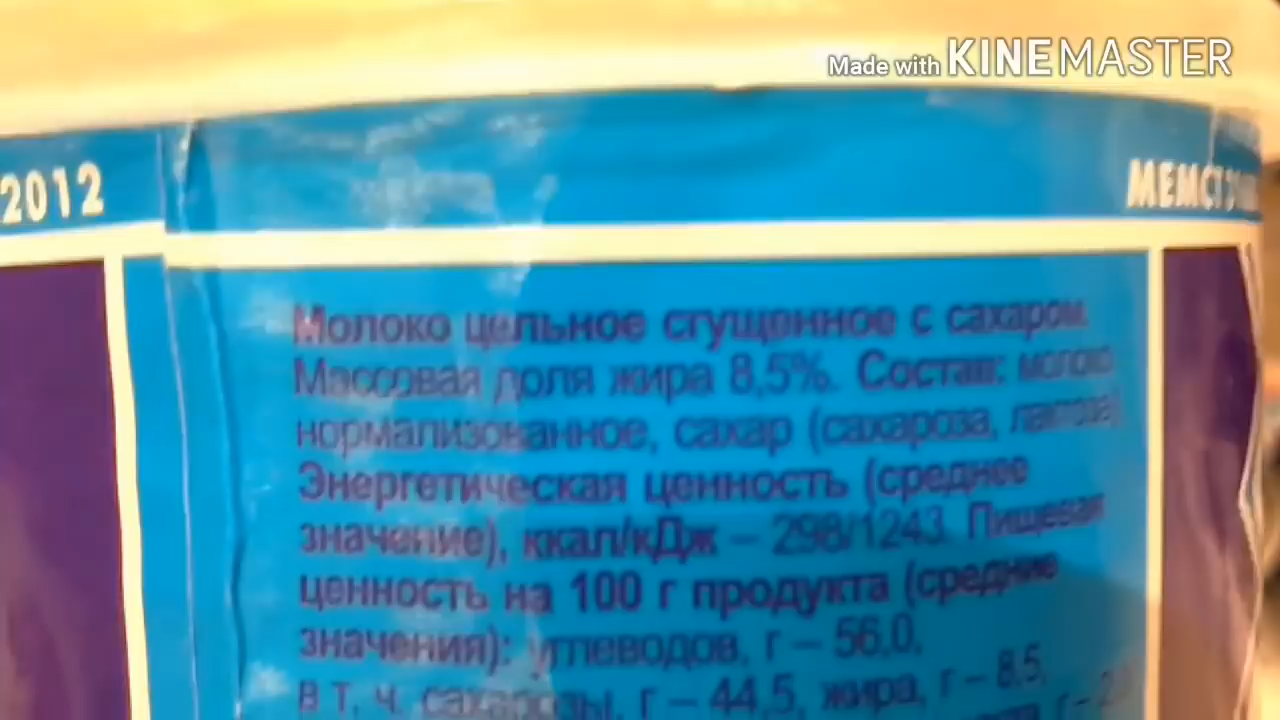 Made with KINEMASTER
2012
Молоко цельное сгущенное с сахаром.
Массовая доля жира 8,5%. Состав: молоко
нормализованное, сахар (сахароза, лактоза)
Энергетическая ценность (среднее
значение), ккал/кДж – 298/1243. Пищевая
ценность на 100 г продукта (средние
значения): углеводов, г – 56,0,
в т. ч. сахарозы, г – 44,5, жира, г – 8,5,